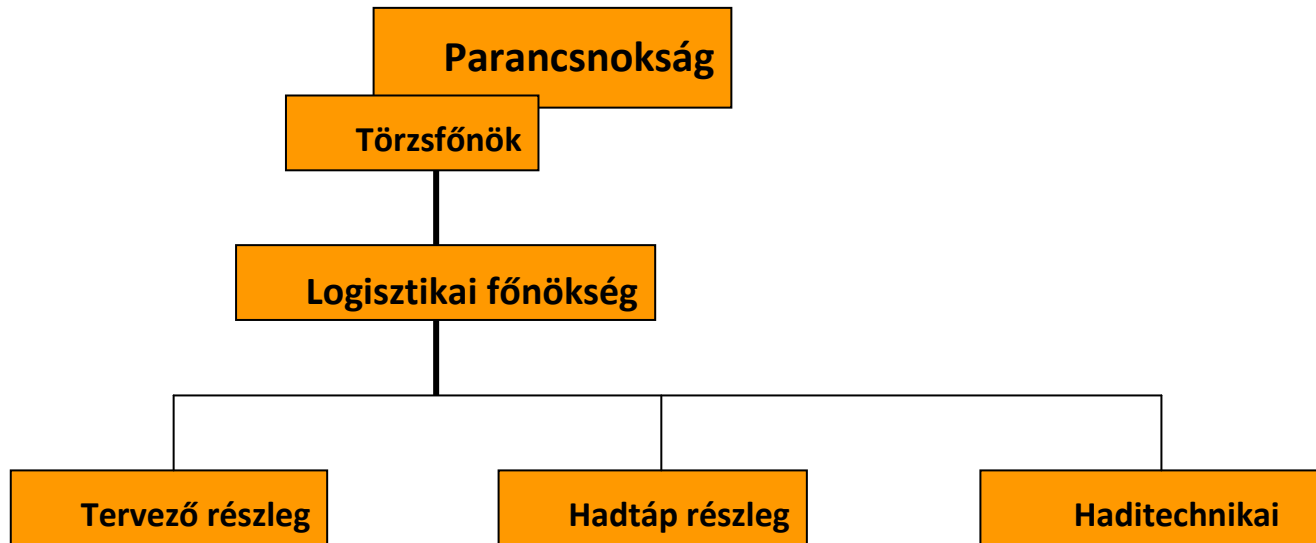 Parancsnokság
Törzsfőnök
Logisztikai főnökség
Tervező részleg
Hadtáp részleg
Haditechnikai